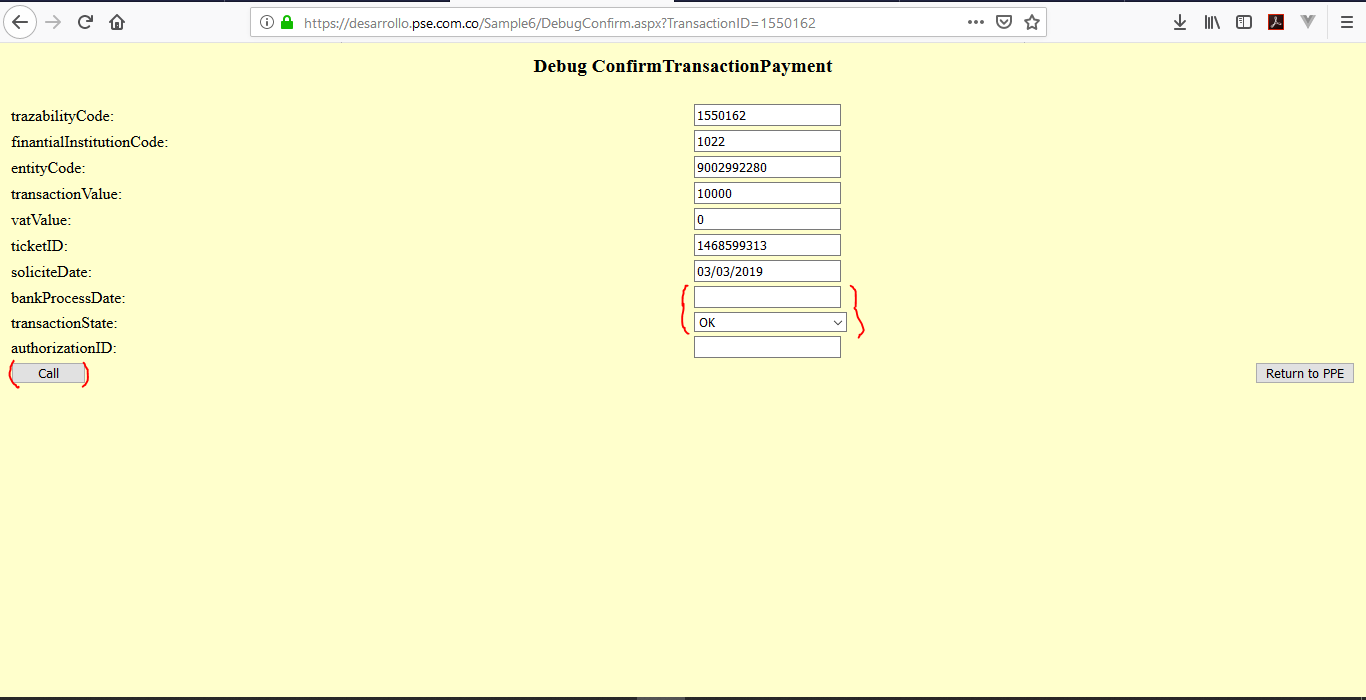 https://desarrollo.pse.com.co/Sample6/DebugConfirm.aspx?TransactionID=1550162
Debug ConfirmTransactionPayment
trazabilityCode: 1550162
finantialInstitutionCode: 1022
entityCode: 9002992280
transactionValue: 10000
vatValue: 0
ticketID: 1468599313
soliciteDate: 03/03/2019
bankProcessDate:
transactionState: OK
authorizationID:
Call Return to PPE